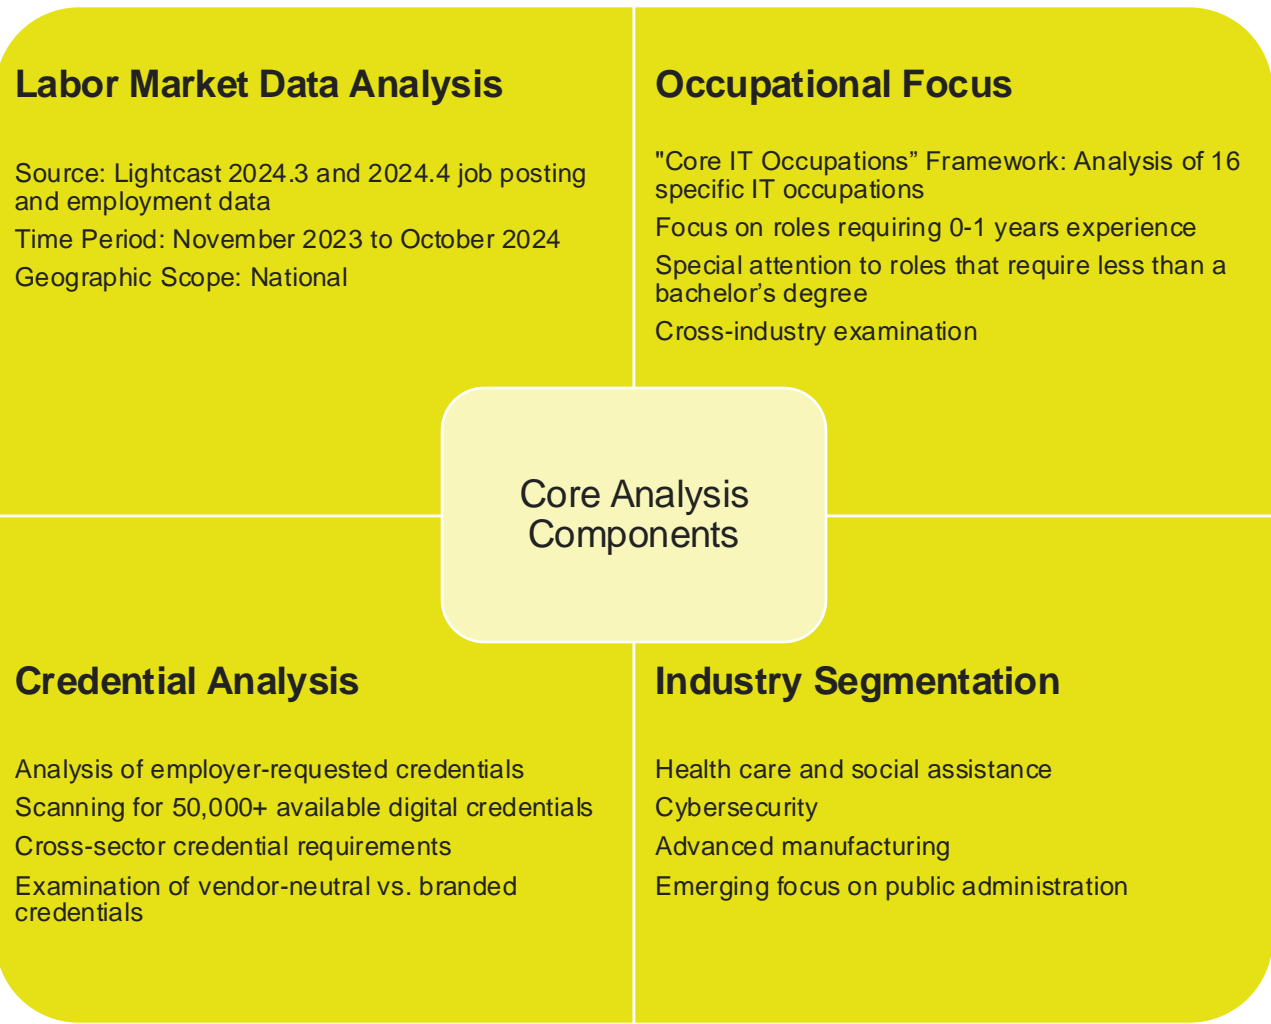 Labor Market Data Analysis
Source: Lightcast 2024.3 and 2024.4 job posting
and employment data
Time Period: November 2023 to October 2024
Geographic Scope: National
Occupational Focus
"Core IT Occupations” Framework: Analysis of 16
specific IT occupations
Focus on roles requiring 0-1 years experience
Special attention to roles that require less than a
bachelor’s degree
Cross-industry examination
Core Analysis
Components
Credential Analysis
Analysis of employer-requested credentials
Scanning for 50,000+ available digital credentials
Cross-sector credential requirements
Examination of vendor-neutral vs. branded
credentials
Industry Segmentation
Health care and social assistance
Cybersecurity
Advanced manufacturing
Emerging focus on public administration